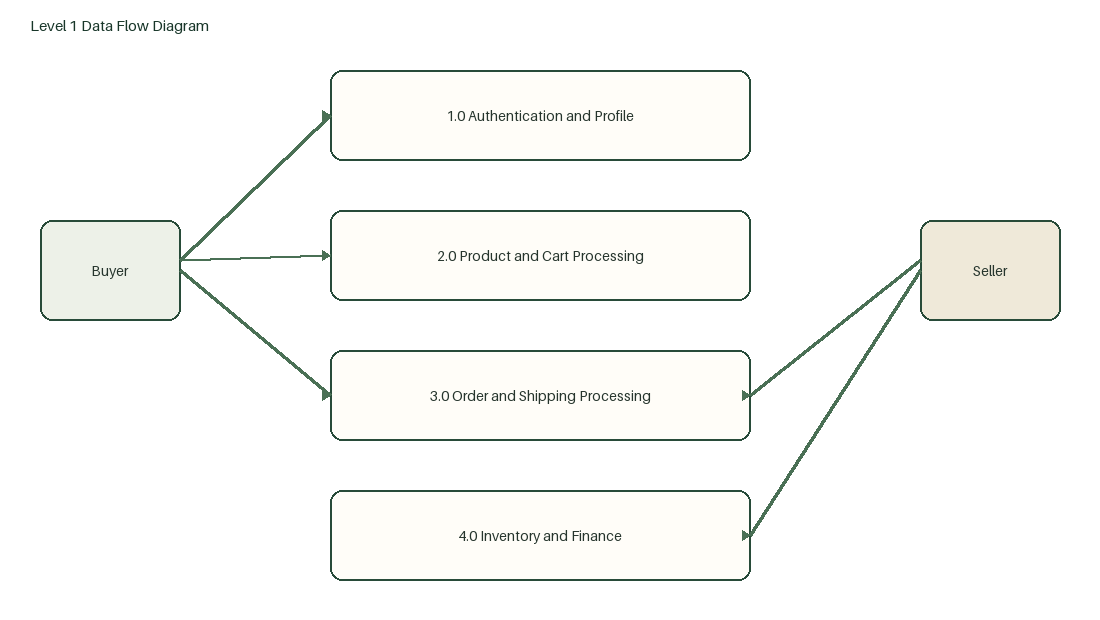 Level 1 Data Flow Diagram
1.0 Authentication and Profile
2.0 Product and Cart Processing
Buyer
Seller
3.0 Order and Shipping Processing
4.0 Inventory and Finance